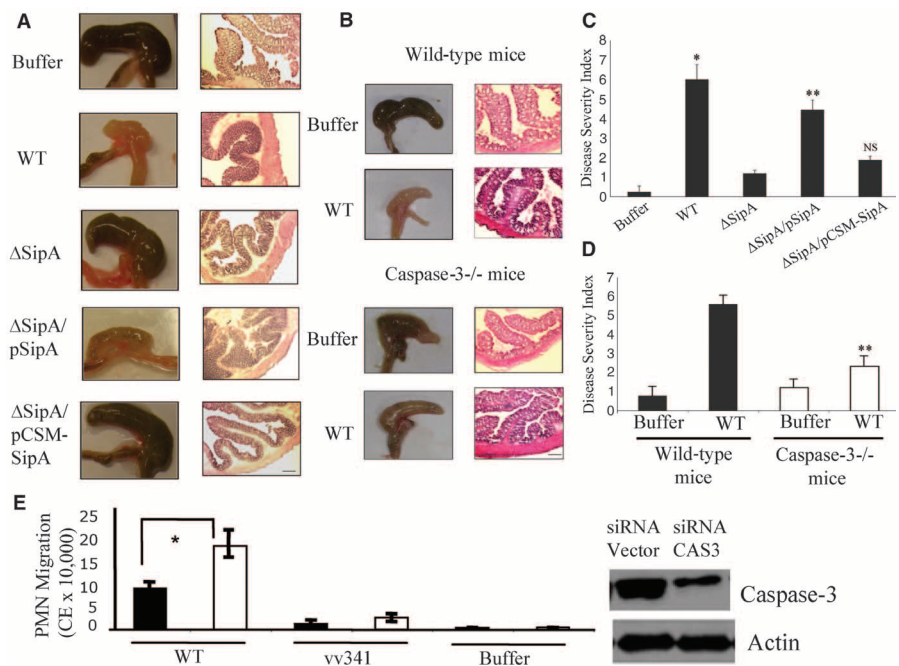 A
Buffer
WT
ΔSipA
ΔSipA/
pSipA
ΔSipA/
pCSM-
SipA
B
Wild-type mice
Buffer
WT
Caspase-3-/- mice
Buffer
WT
C
Disease Severity Index
8
7
6
5
4
3
2
1
0
*
**
NS
Buffer
WT
ΔSipA
ΔSipA/pSipA
ΔSipA/pCSM-SipA
D
Disease Severity Index
7
6
5
4
3
2
1
0
**
Buffer
WT
Buffer
WT
Wild-type
mice
Caspase-3-/-
mice
E
PMN Migration
(CE x 10,000)
25
20
15
10
5
0
*
WT
vv341
Buffer
siRNA siRNA
Vector CAS3
Caspase-3
Actin